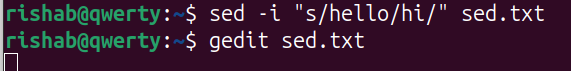 rishab@qwerty:~$ sed -i "s/hello/hi/" sed.txt
rishab@qwerty:~$ gedit sed.txt